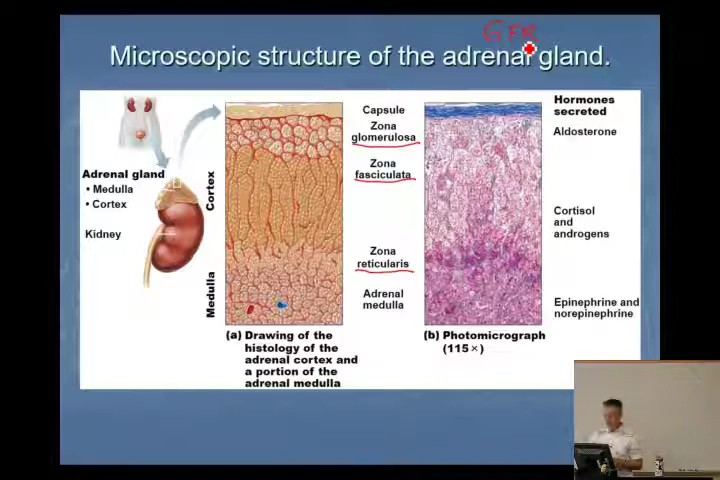 GFR
Microscopic structure of the adrenal gland.
Adrenal gland
• Medulla
• Cortex
Kidney
Cortex
Medulla
Capsule
Zona
glomerulosa
Zona
fasciculata
Zona
reticularis
Adrenal
medulla
Hormones
secreted
Aldosterone
Cortisol
and
androgens
Epinephrine and
norepinephrine
(a) Drawing of the
histology of the
adrenal cortex and
a portion of the
adrenal medulla
(b) Photomicrograph
(115×)